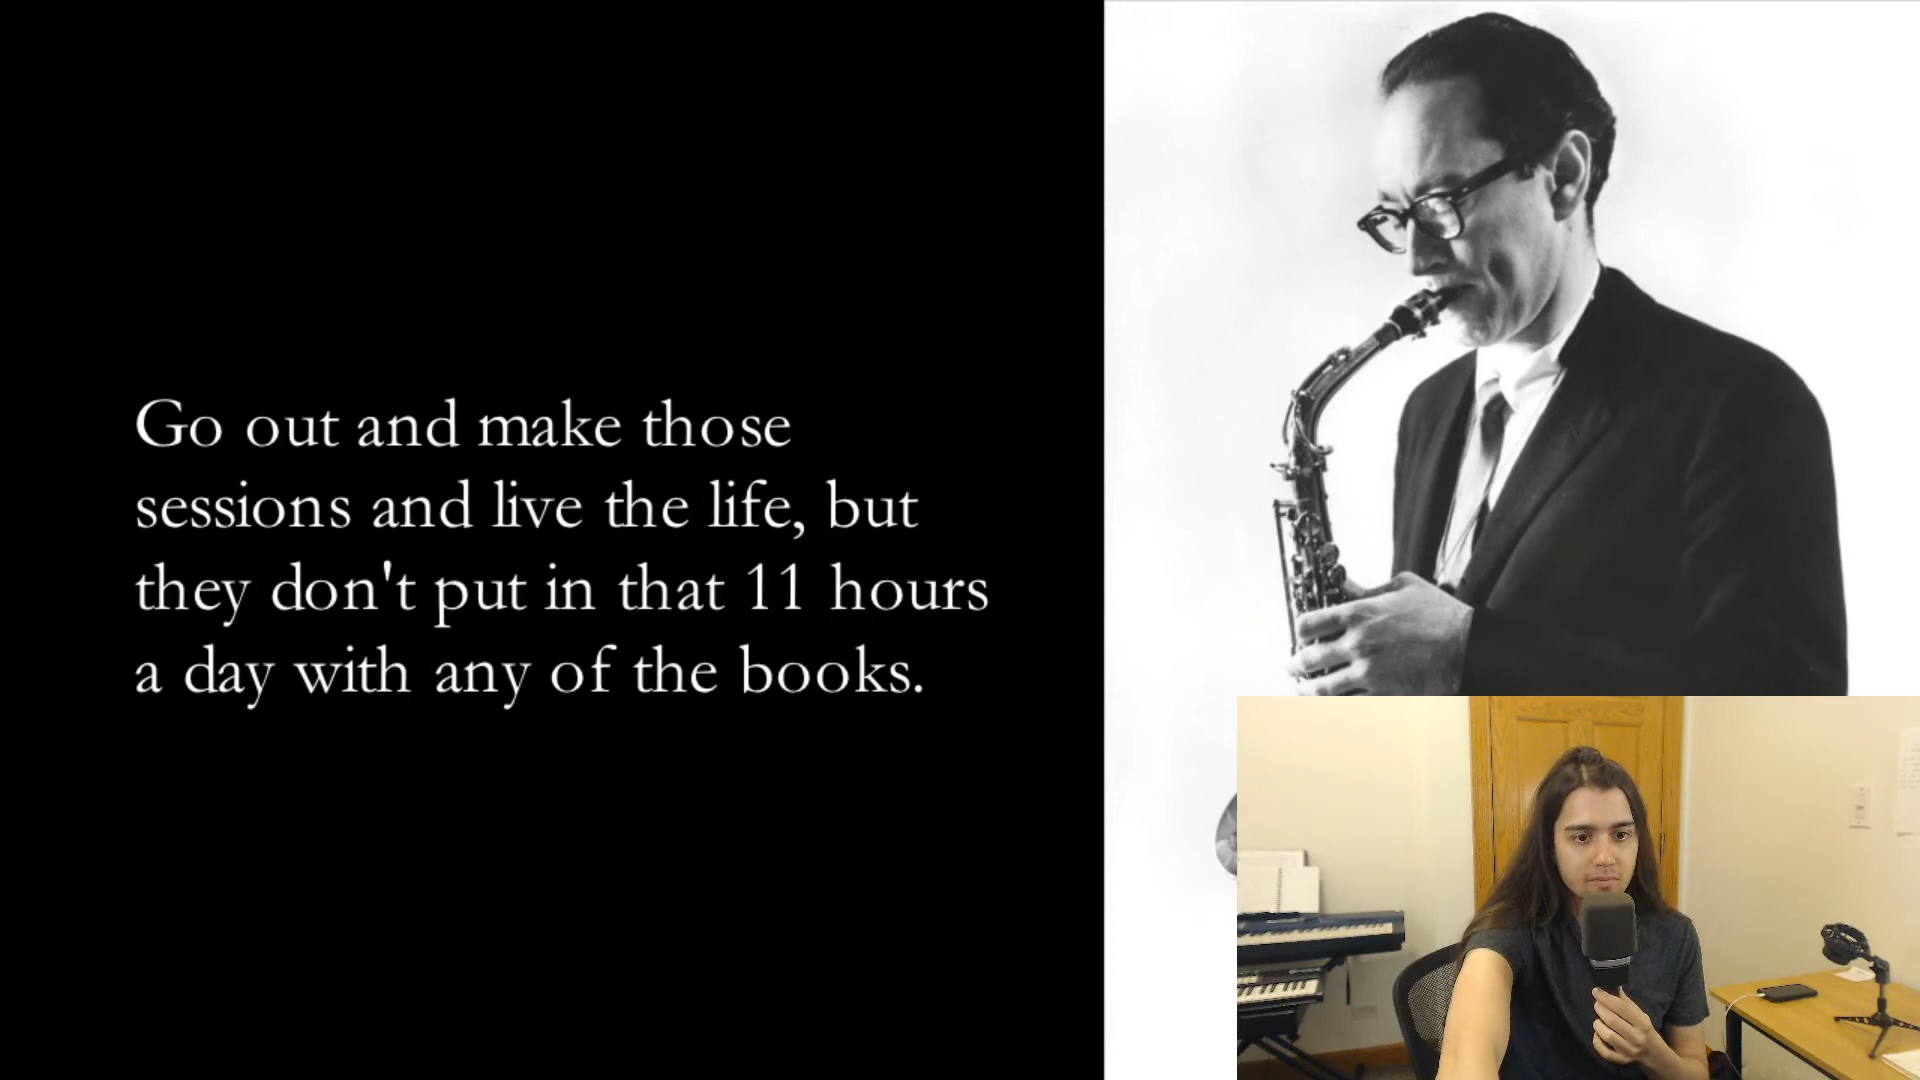 Go out and make those
sessions and live the life, but
they don't put in that 11 hours
a day with any of the books.